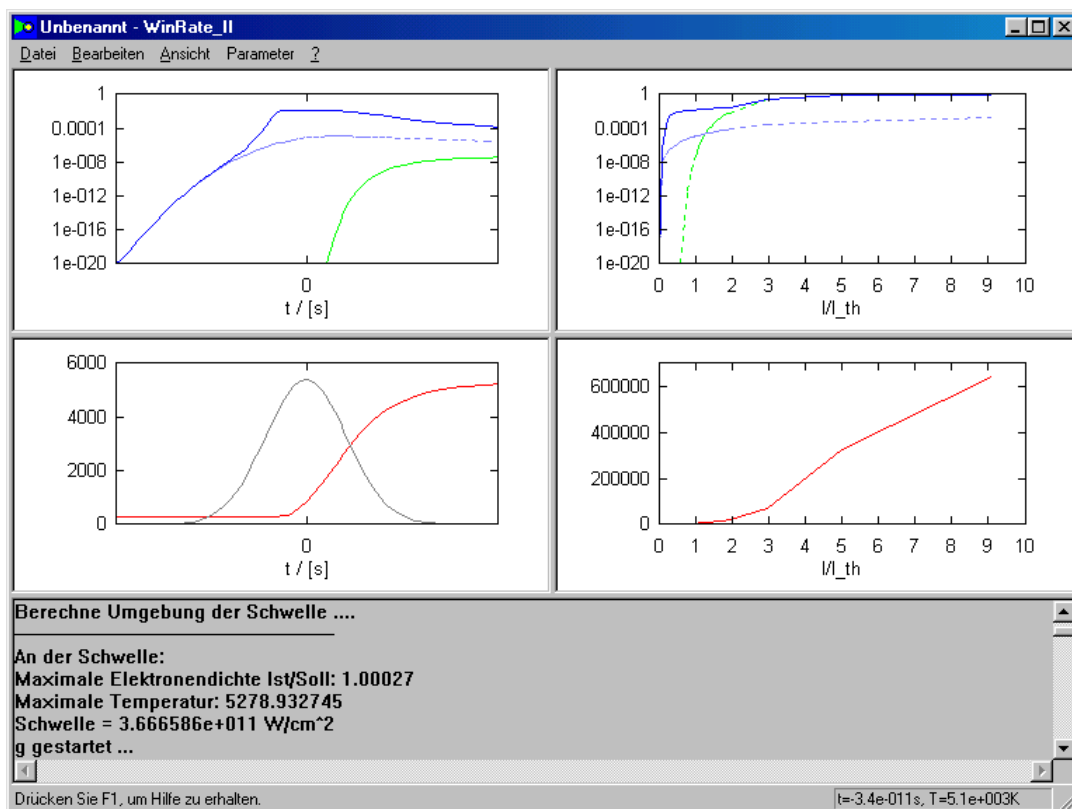 Unbenannt - WinRate_II
Datei Bearbeiten Ansicht Parameter ?
1
0.0001
1e-008
1e-012
1e-016
1e-020
0
t / [s]
1
0.0001
1e-008
1e-012
1e-016
1e-020
0 1 2 3 4 5 6 7 8 9 10
I/I_th
6000
4000
2000
0
0
t / [s]
600000
400000
200000
0
0 1 2 3 4 5 6 7 8 9 10
I/I_th
Berechne Umgebung der Schwelle ....
An der Schwelle:
Maximale Elektronendichte Ist/Soll: 1.00027
Maximale Temperatur: 5278.932745
Schwelle = 3.666586e+011 W/cm^2
g gestartet ...
Drücken Sie F1, um Hilfe zu erhalten.
t=-3.4e-011s, T=5.1e+003K